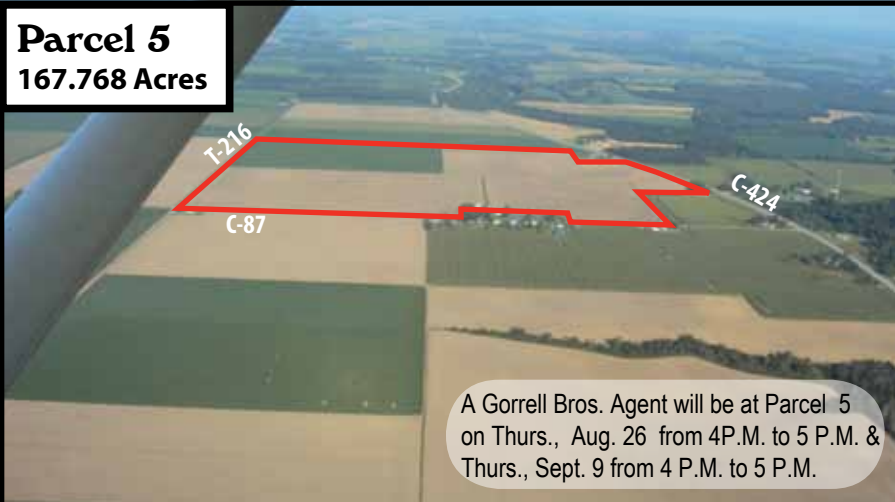 Parcel 5
167.768 Acres
T-216
C-424
C-87
A Gorrell Bros. Agent will be at Parcel 5
on Thurs., Aug. 26 from 4P.M. to 5 P.M. &
Thurs., Sept. 9 from 4 P.M. to 5 P.M.